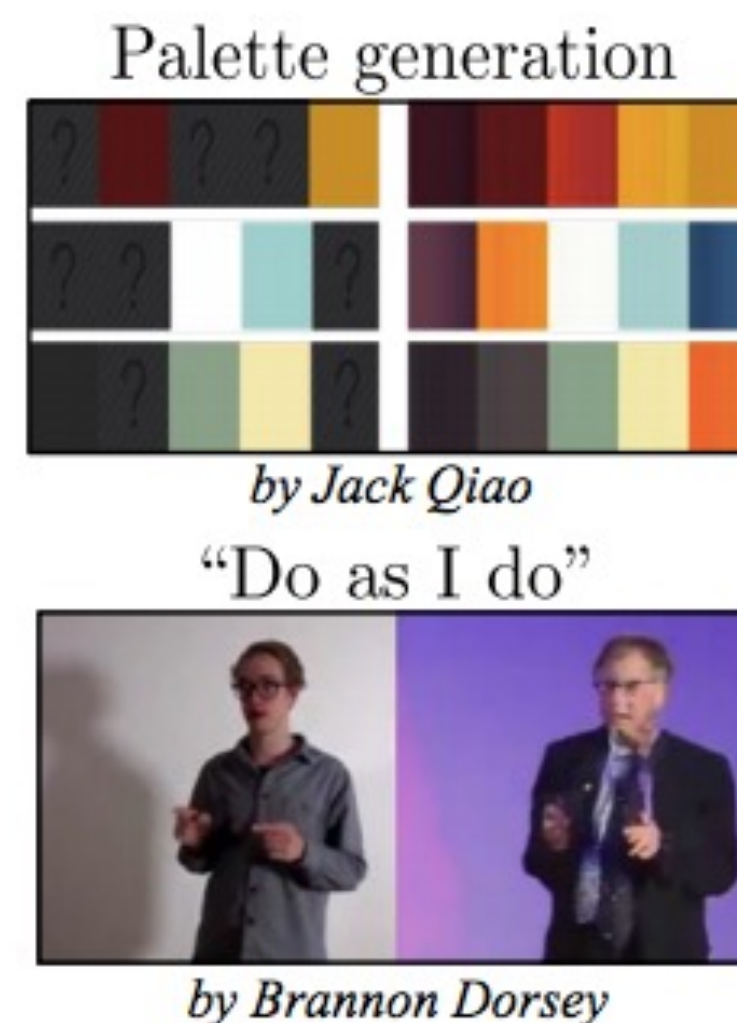 Palette generation
? ? ?
? ? ?
? ?
by Jack Qiao
“Do as I do”
by Brannon Dorsey